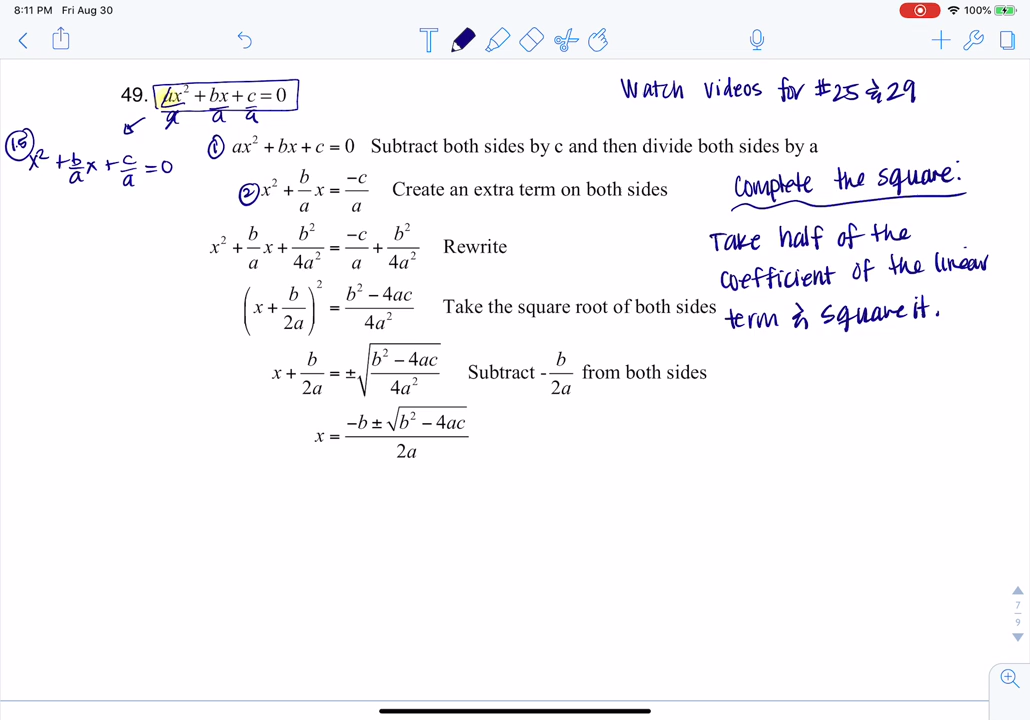 8:11 PM Fri Aug 30
100%
49. ax² + bx + c = 0
a a a
Watch videos for #25 & 29
1.5 x² + b/a x + c/a = 0
① ax² + bx + c = 0 Subtract both sides by c and then divide both sides by a
② x² + b/a x = -c/a Create an extra term on both sides
Complete the square:
x² + b/a x + b²/4a² = -c/a + b²/4a² Rewrite
Take half of the
coefficient of the linear
term & square it.
(x + b/2a)² = b² − 4ac/4a² Take the square root of both sides
x + b/2a = ±√b² − 4ac/4a² Subtract - b/2a from both sides
x = −b ± √b² − 4ac/2a
7
9